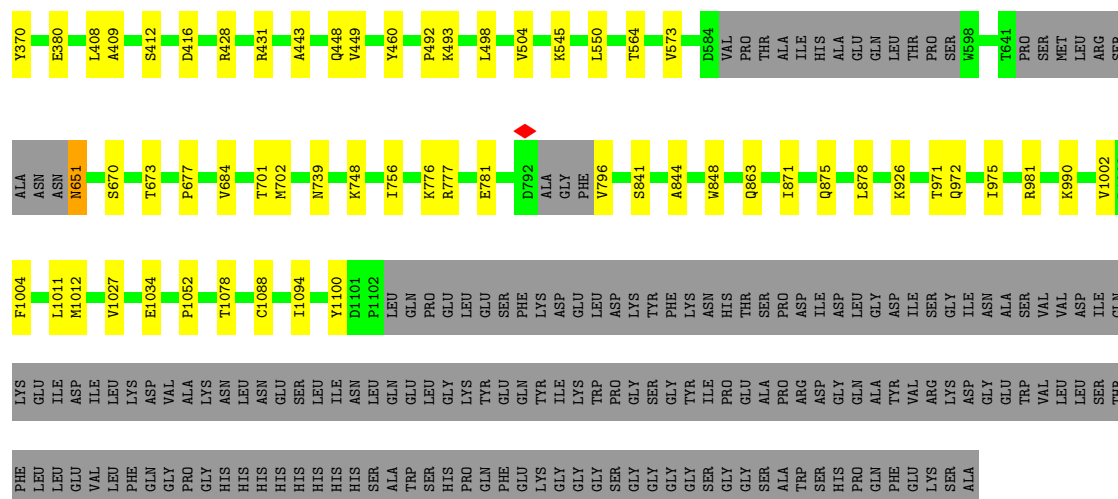 Y370 E380 L408 A409 S412 D416 R428 R431 A443 Q448 V449 Y460 P492 K493 L498 V504 K545 L550 T564 V573 D584 VAL PRO THR ALA ILE HIS ALA GLU GLN LEU THR PRO SER W598 T641 PRO SER MET LEU ARG SER
ALA ASN ASN N651 S670 T673 P677 V684 T701 M702 N739 K748 I756 K776 R777 E781 D792 ALA GLY PHE V796 S841 A844 W848 Q863 I871 Q875 L878 K926 T971 Q972 I975 R981 K990 V1002
F1004 L1011 M1012 V1027 E1034 P1052 T1078 C1088 I1094 Y1100 D1101 P1102 LEU GLN PRO GLU LEU GLU SER PHE LYS ASP GLU LEU ASP LYS TYR PHE LYS ASN HIS THR SER PRO ASP ILE ASP LEU GLY ASP ILE SER GLY ILE ASN ALA SER VAL VAL ASP ILE GLN
LYS GLU ILE ASP ILE LEU LYS ASP VAL ALA LYS ASN LEU ASN GLU SER LEU ILE ASN LEU GLN GLU LEU GLY LYS TYR GLU GLN TYR ILE LYS TRP PRO GLY SER GLY TYR ILE PRO GLU ALA PRO ARG ASP GLY GLN ALA TYR VAL ARG LYS ASP GLY GLU TRP VAL LEU LEU SER THR
PHE LEU LEU GLU VAL LEU PHE GLN GLY PRO GLY HIS HIS HIS HIS HIS HIS HIS HIS SER ALA TRP SER HIS PRO GLN PHE GLU LYS GLY GLY GLY SER GLY GLY GLY GLY SER GLY GLY SER ALA TRP SER HIS PRO GLN PHE GLU LYS SER ALA